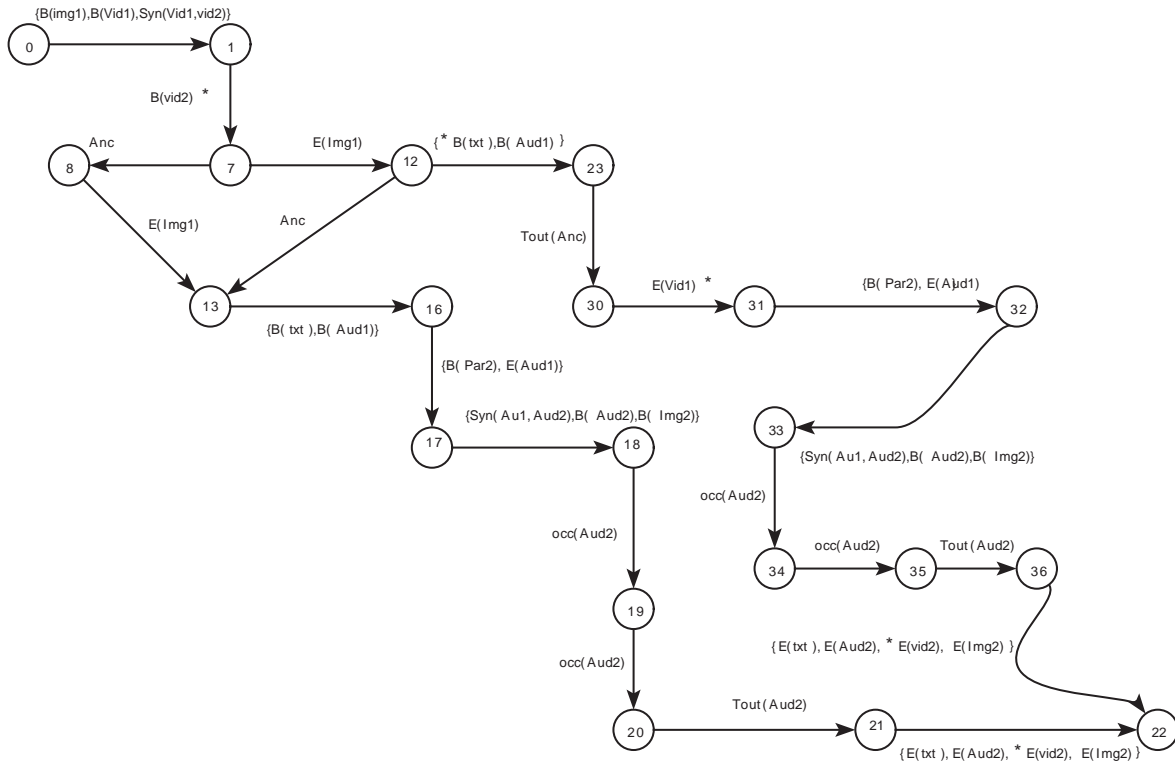 {B(img1),B(Vid1),Syn(Vid1,vid2)}
0
1
B(vid2) *
Anc
E(Img1)
{ * B(txt ),B( Aud1) }
8
7
12
23
E(Img1)
Anc
Tout(Anc)
E(Vid1) *
{B( Par2), E(Aud1)
13
16
30
31
32
{B( txt ),B( Aud1)}
{B( Par2), E(Aud1)}
{Syn( Au1, Aud2),B( Aud2),B( Img2)}
17
18
33
{Syn( Au1, Aud2),B( Aud2),B( Img2)}
occ(Aud2)
occ(Aud2)
occ(Aud2)
Tout(Aud2)
34
35
36
19
{ E(txt ), E(Aud2), * E(vid2), E(Img2) }
occ(Aud2)
Tout(Aud2)
20
21
22
{ E(txt ), E(Aud2), * E(vid2), E(Img2) }